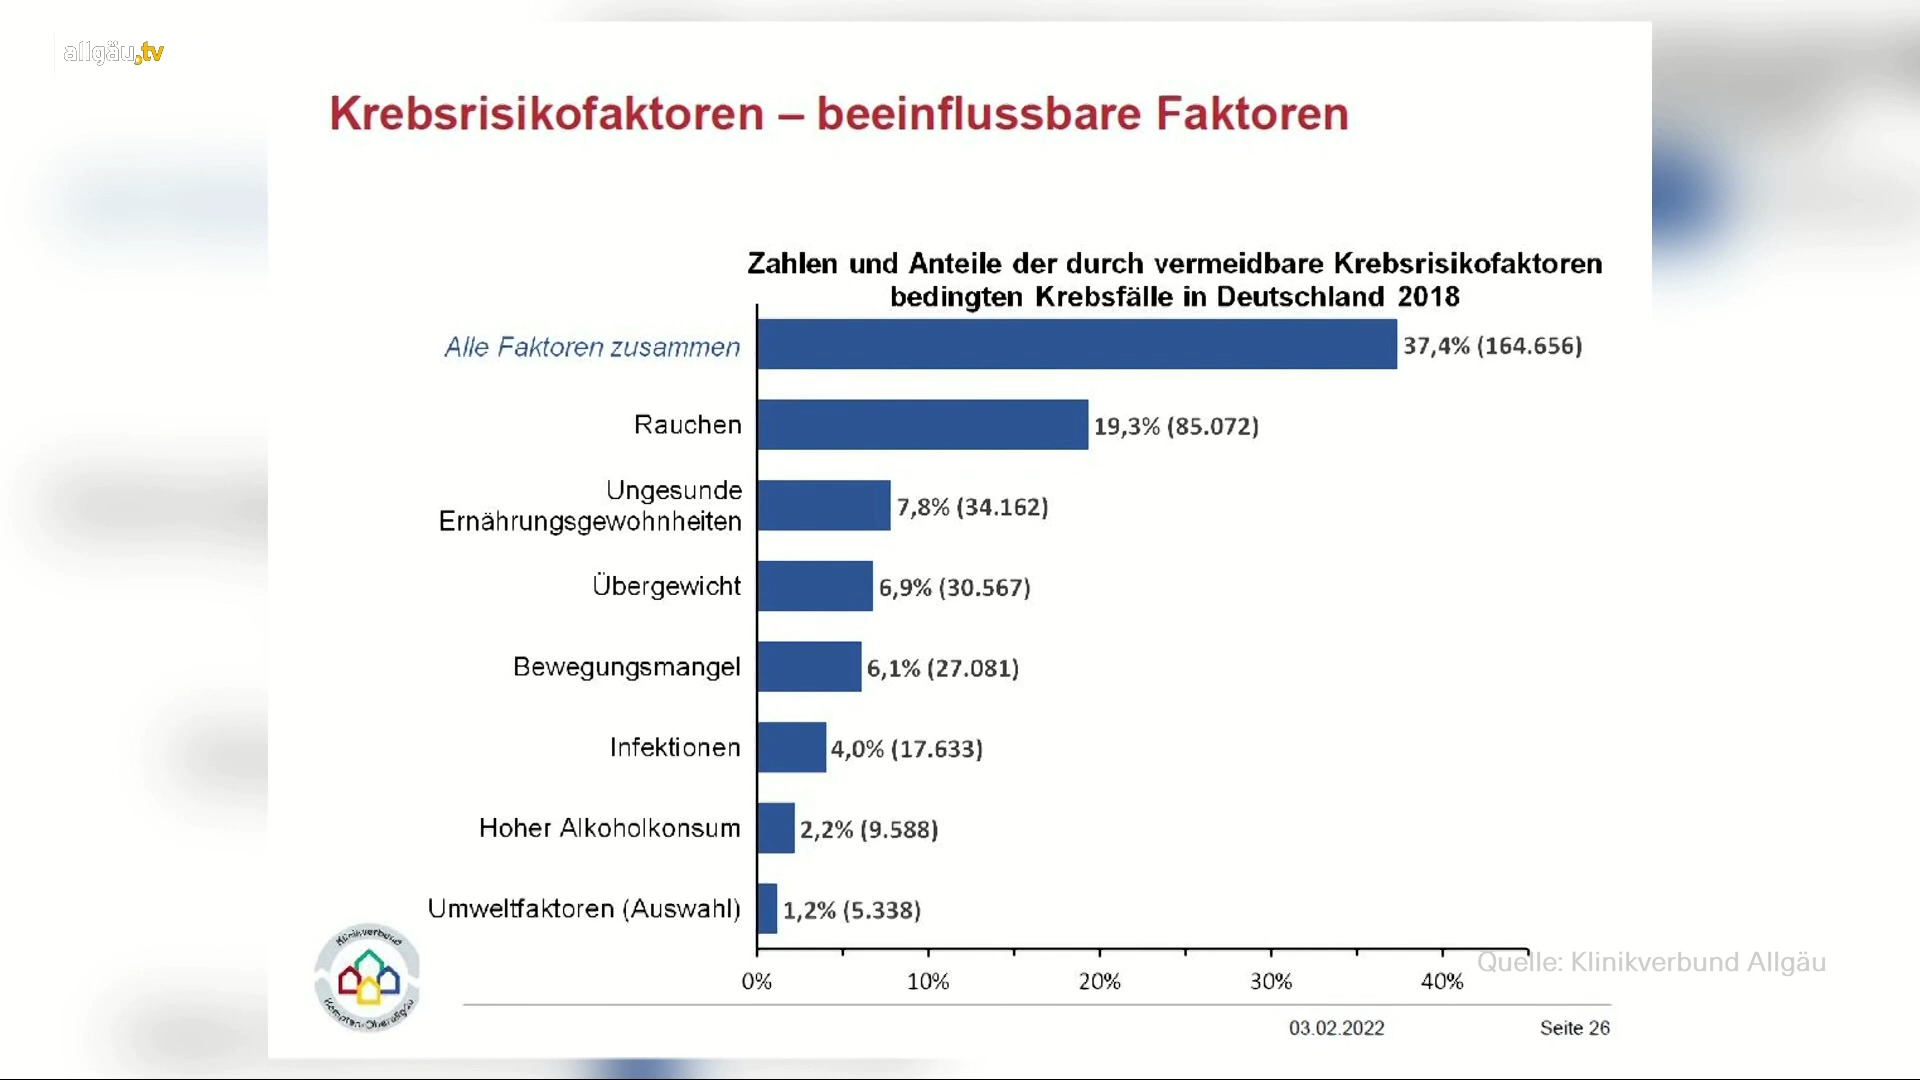 allgäu.tv
Krebsrisikofaktoren – beeinflussbare Faktoren
Zahlen und Anteile der durch vermeidbare Krebsrisikofaktoren
bedingten Krebsfälle in Deutschland 2018
Alle Faktoren zusammen
37,4% (164.656)
Rauchen
19,3% (85.072)
Ungesunde
Ernährungsgewohnheiten
7,8% (34.162)
Übergewicht
6,9% (30.567)
Bewegungsmangel
6,1% (27.081)
Infektionen
4,0% (17.633)
Hoher Alkoholkonsum
2,2% (9.588)
Umweltfaktoren (Auswahl)
1,2% (5.338)
0% 10% 20% 30% 40%
Quelle: Klinikverbund Allgäu
Klinikverbund
Kempten-Oberallgäu
03.02.2022
Seite 26